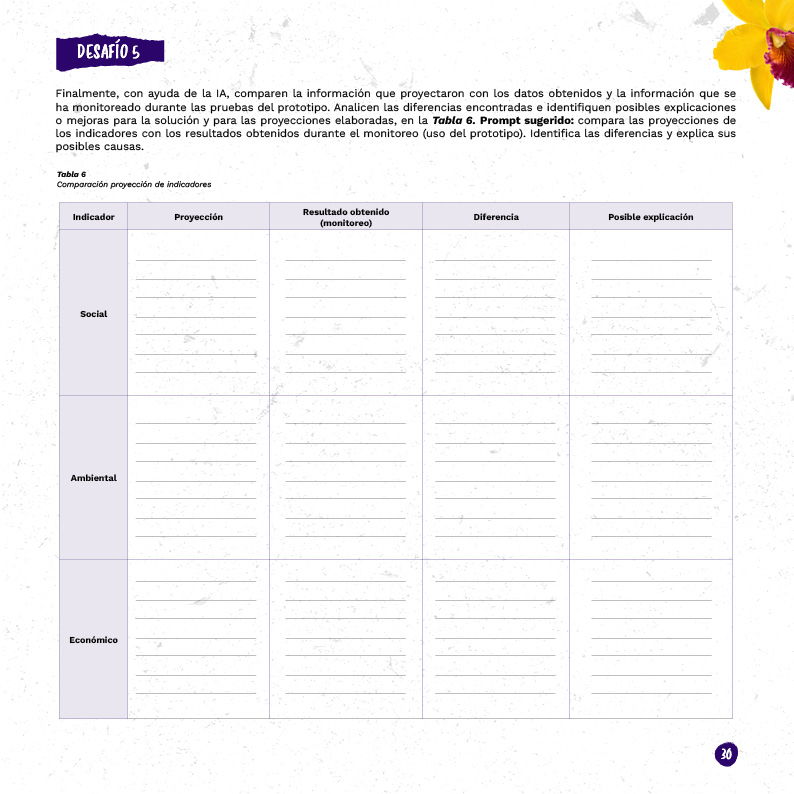 DESAFÍO 5
Finalmente, con ayuda de la IA, comparen la información que proyectaron con los datos obtenidos y la información que se
ha monitoreado durante las pruebas del prototipo. Analicen las diferencias encontradas e identifiquen posibles explicaciones
o mejoras para la solución y para las proyecciones elaboradas, en la Tabla 6. Prompt sugerido: compara las proyecciones de
los indicadores con los resultados obtenidos durante el monitoreo (uso del prototipo). Identifica las diferencias y explica sus
posibles causas.
Tabla 6
Comparación proyección de indicadores
Indicador Proyección Resultado obtenido (monitoreo) Diferencia Posible explicación
Social
Ambiental
Económico
30